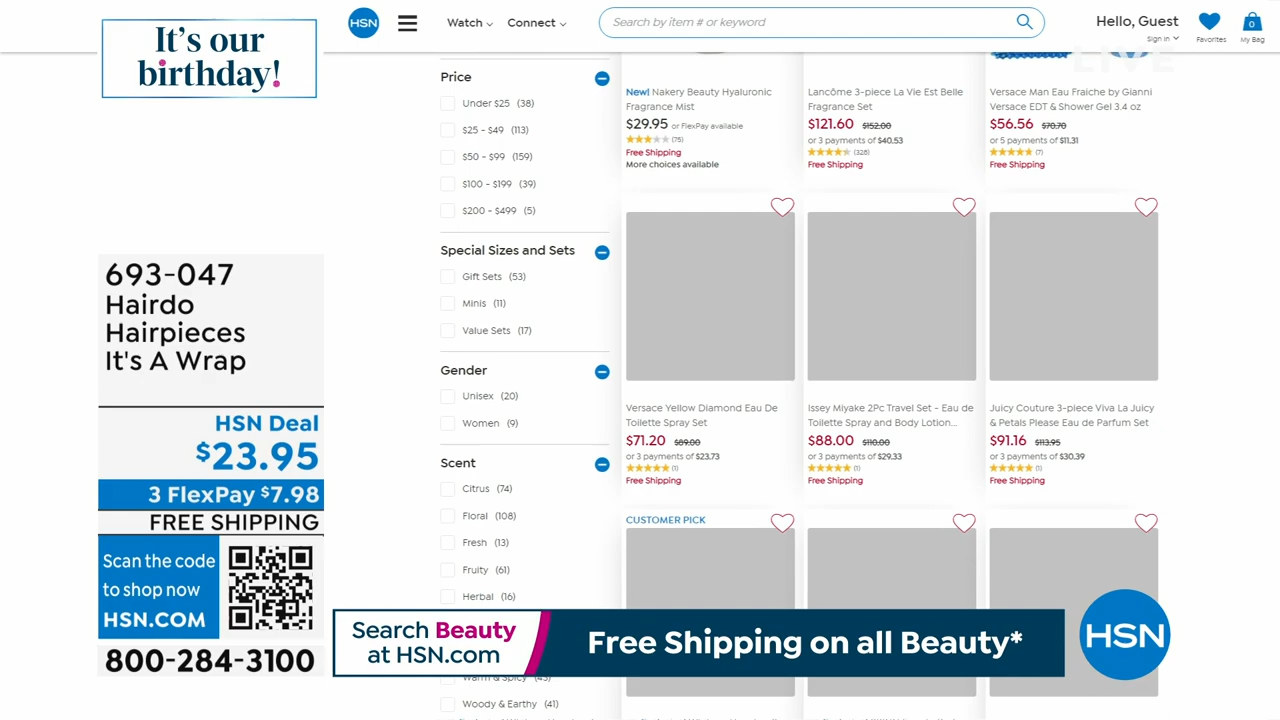 It's our
birthday!
HSN
Watch
Connect
Search by item # or keyword
Hello, Guest
Sign In
Favorites
0
My Bag
LIVE
693-047
Hairdo
Hairpieces
It's A Wrap
HSN Deal
$23.95
3 FlexPay $7.98
FREE SHIPPING
Scan the code
to shop now
HSN.COM
800-284-3100
Price
Under $25 (38)
$25 - $49 (113)
$50 - $99 (159)
$100 - $199 (39)
$200 - $499 (5)
Special Sizes and Sets
Gift Sets (53)
Minis (11)
Value Sets (17)
Gender
Unisex (20)
Women (9)
Scent
Citrus (74)
Floral (108)
Fresh (13)
Fruity (61)
Herbal (16)
Warm & Spicy (43)
Woody & Earthy (41)
New! Nakery Beauty Hyaluronic
Fragrance Mist
$29.95 or FlexPay available
(75)
Free Shipping
More choices available
Lancôme 3-piece La Vie Est Belle
Fragrance Set
$121.60 $152.00
or 3 payments of $40.53
(328)
Free Shipping
Versace Man Eau Fraiche by Gianni
Versace EDT & Shower Gel 3.4 oz
$56.56 $70.70
or 5 payments of $11.31
(7)
Free Shipping
Versace Yellow Diamond Eau De
Toilette Spray Set
$71.20 $89.00
or 3 payments of $23.73
(1)
Free Shipping
Issey Miyake 2Pc Travel Set - Eau de
Toilette Spray and Body Lotion...
$88.00 $110.00
or 3 payments of $29.33
(1)
Free Shipping
Juicy Couture 3-piece Viva La Juicy
& Petals Please Eau de Parfum Set
$91.16 $113.95
or 3 payments of $30.39
(1)
Free Shipping
CUSTOMER PICK
Search Beauty
at HSN.com
Free Shipping on all Beauty*
HSN